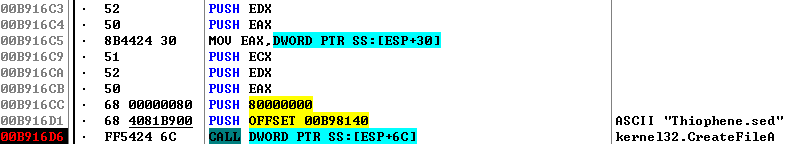 00B916C3 · 52 PUSH EDX
00B916C4 · 50 PUSH EAX
00B916C5 · 8B4424 30 MOV EAX,DWORD PTR SS:[ESP+30]
00B916C9 · 51 PUSH ECX
00B916CA · 52 PUSH EDX
00B916CB · 50 PUSH EAX
00B916CC · 68 00000080 PUSH 80000000
00B916D1 · 68 4081B900 PUSH OFFSET 00B98140 ASCII "Thiophene.sed"
00B916D6 · FF5424 6C CALL DWORD PTR SS:[ESP+6C] kernel32.CreateFileA